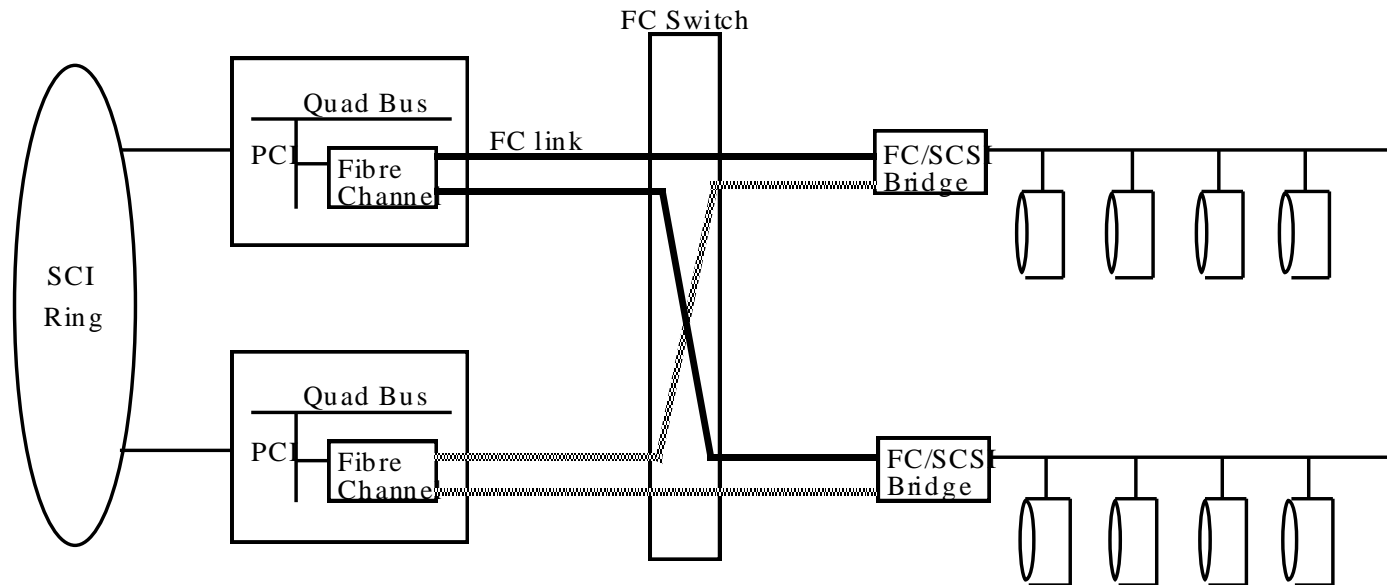 FC Switch
Quad Bus
FC link
PCI
Fibre
Channel
FC/SCSI
Bridge
SCI
Ring
Quad Bus
PCI
Fibre
Channel
FC/SCSI
Bridge